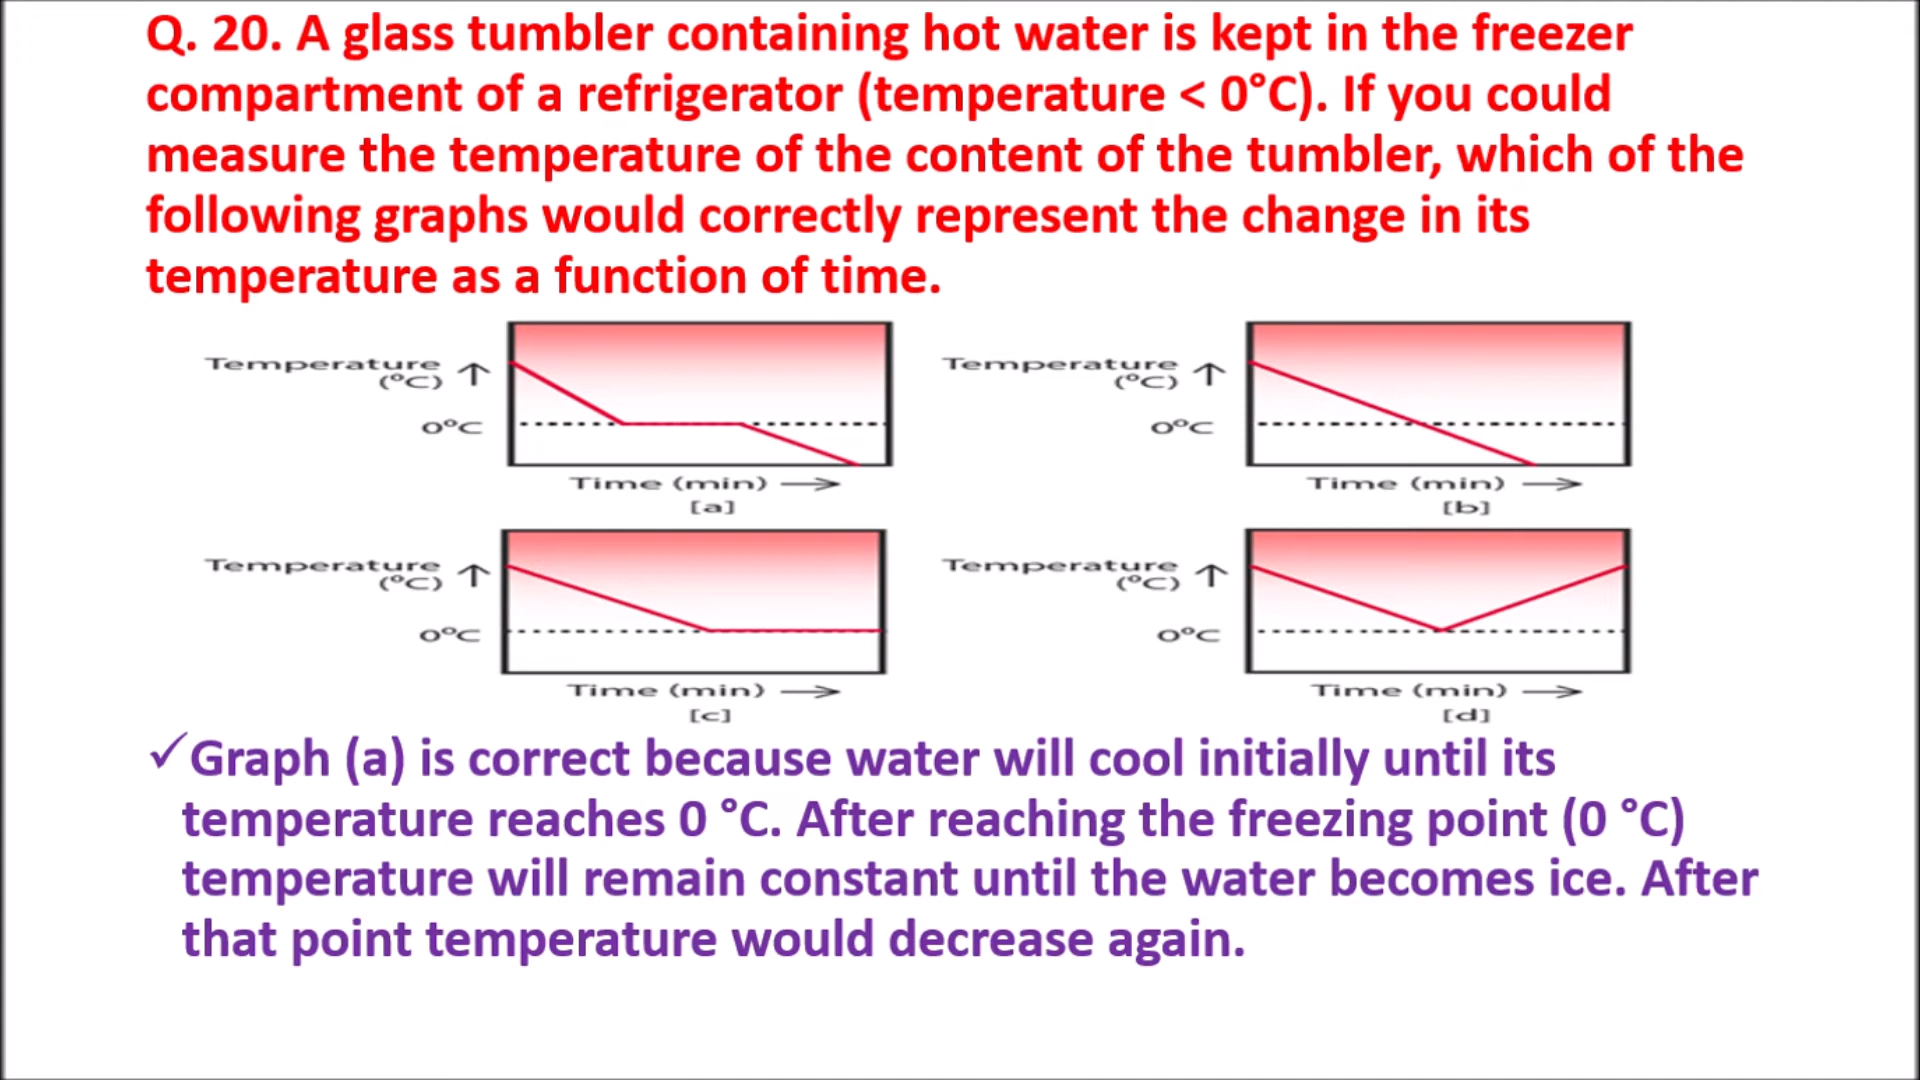 Q. 20. A glass tumbler containing hot water is kept in the freezer
compartment of a refrigerator (temperature < 0°C). If you could
measure the temperature of the content of the tumbler, which of the
following graphs would correctly represent the change in its
temperature as a function of time.
Temperature (°C) ↑
0°C
Time (min) →
[a]
Temperature (°C) ↑
0°C
Time (min) →
[b]
Temperature (°C) ↑
0°C
Time (min) →
[c]
Temperature (°C) ↑
0°C
Time (min) →
[d]
✓Graph (a) is correct because water will cool initially until its
temperature reaches 0 °C. After reaching the freezing point (0 °C)
temperature will remain constant until the water becomes ice. After
that point temperature would decrease again.